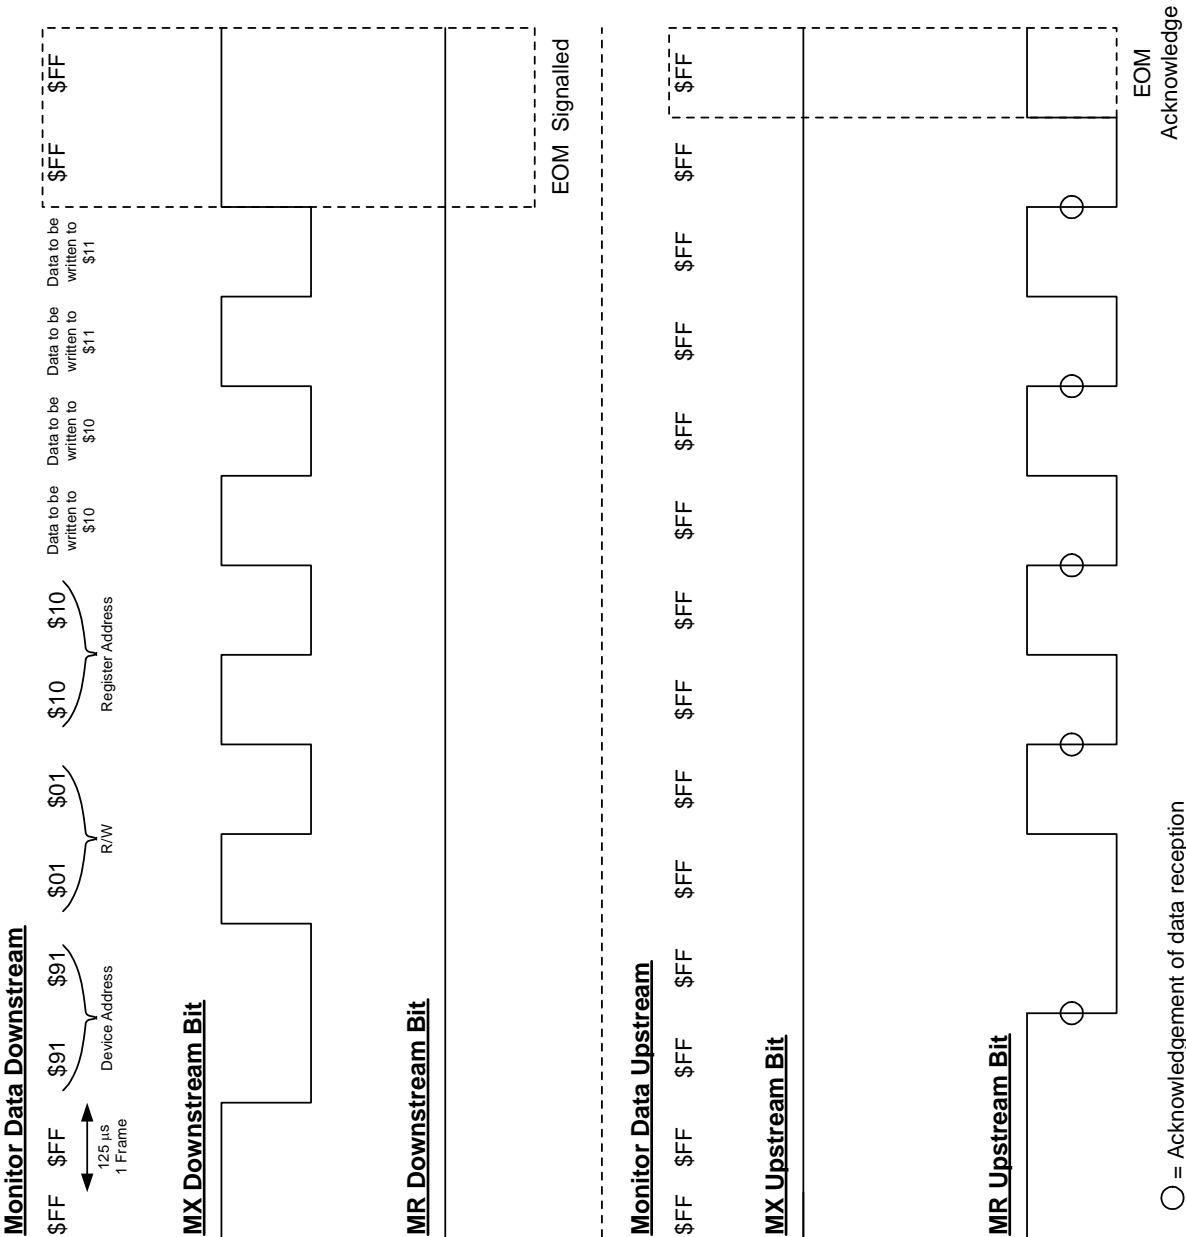 Monitor Data Downstream
$FF $FF $91 $91 $01 $01 $10 $10
Data to be
written to
$10
Data to be
written to
$10
Data to be
written to
$11
Data to be
written to
$11
$FF $FF
125 µs
1 Frame
Device Address
R/W
Register Address
MX Downstream Bit
MR Downstream Bit
EOM Signalled
Monitor Data Upstream
$FF $FF $FF $FF $FF $FF $FF $FF $FF $FF $FF $FF $FF $FF
MX Upstream Bit
MR Upstream Bit
EOM
Acknowledge
= Acknowledgement of data reception